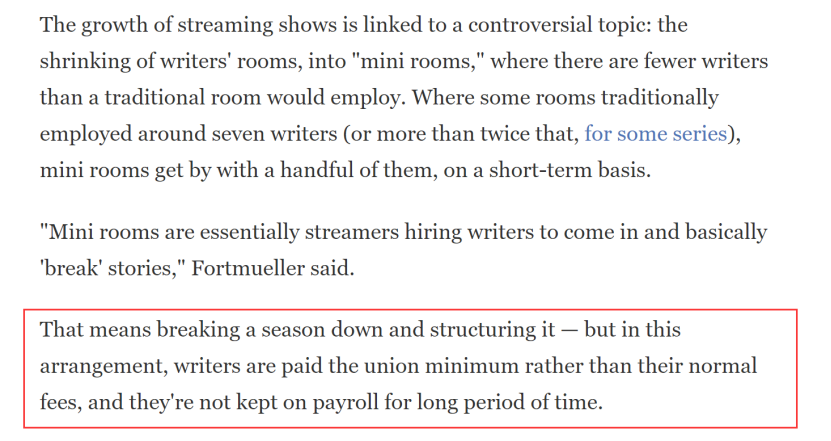 The growth of streaming shows is linked to a controversial topic: the
shrinking of writers' rooms, into "mini rooms," where there are fewer writers
than a traditional room would employ. Where some rooms traditionally
employed around seven writers (or more than twice that, for some series),
mini rooms get by with a handful of them, on a short-term basis.
"Mini rooms are essentially streamers hiring writers to come in and basically
'break' stories," Fortmueller said.
That means breaking a season down and structuring it — but in this
arrangement, writers are paid the union minimum rather than their normal
fees, and they're not kept on payroll for long period of time.